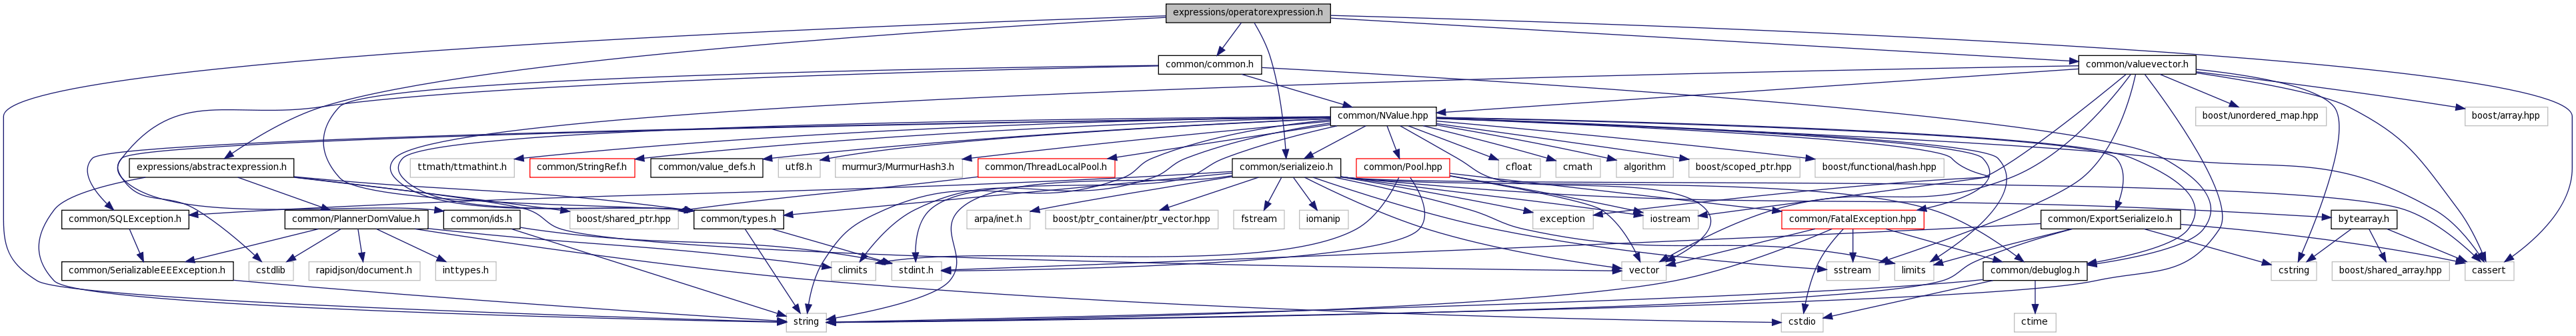 expressions/operatorexpression.h
common/common.h
common/valuevector.h
common/NValue.hpp
boost/unordered_map.hpp
boost/array.hpp
expressions/abstractexpression.h
ttmath/ttmathint.h
common/StringRef.h
common/value_defs.h
utf8.h
murmur3/MurmurHash3.h
common/ThreadLocalPool.h
common/serializeio.h
common/Pool.hpp
cfloat
cmath
algorithm
boost/scoped_ptr.hpp
boost/functional/hash.hpp
common/SQLException.h
common/PlannerDomValue.h
common/ids.h
boost/shared_ptr.hpp
common/types.h
arpa/inet.h
boost/ptr_container/ptr_vector.hpp
fstream
iomanip
exception
iostream
common/FatalException.hpp
common/ExportSerializeIo.h
bytearray.h
common/SerializableEEException.h
cstdlib
rapidjson/document.h
inttypes.h
climits
stdint.h
vector
sstream
limits
common/debuglog.h
cstring
boost/shared_array.hpp
cassert
string
cstdio
ctime